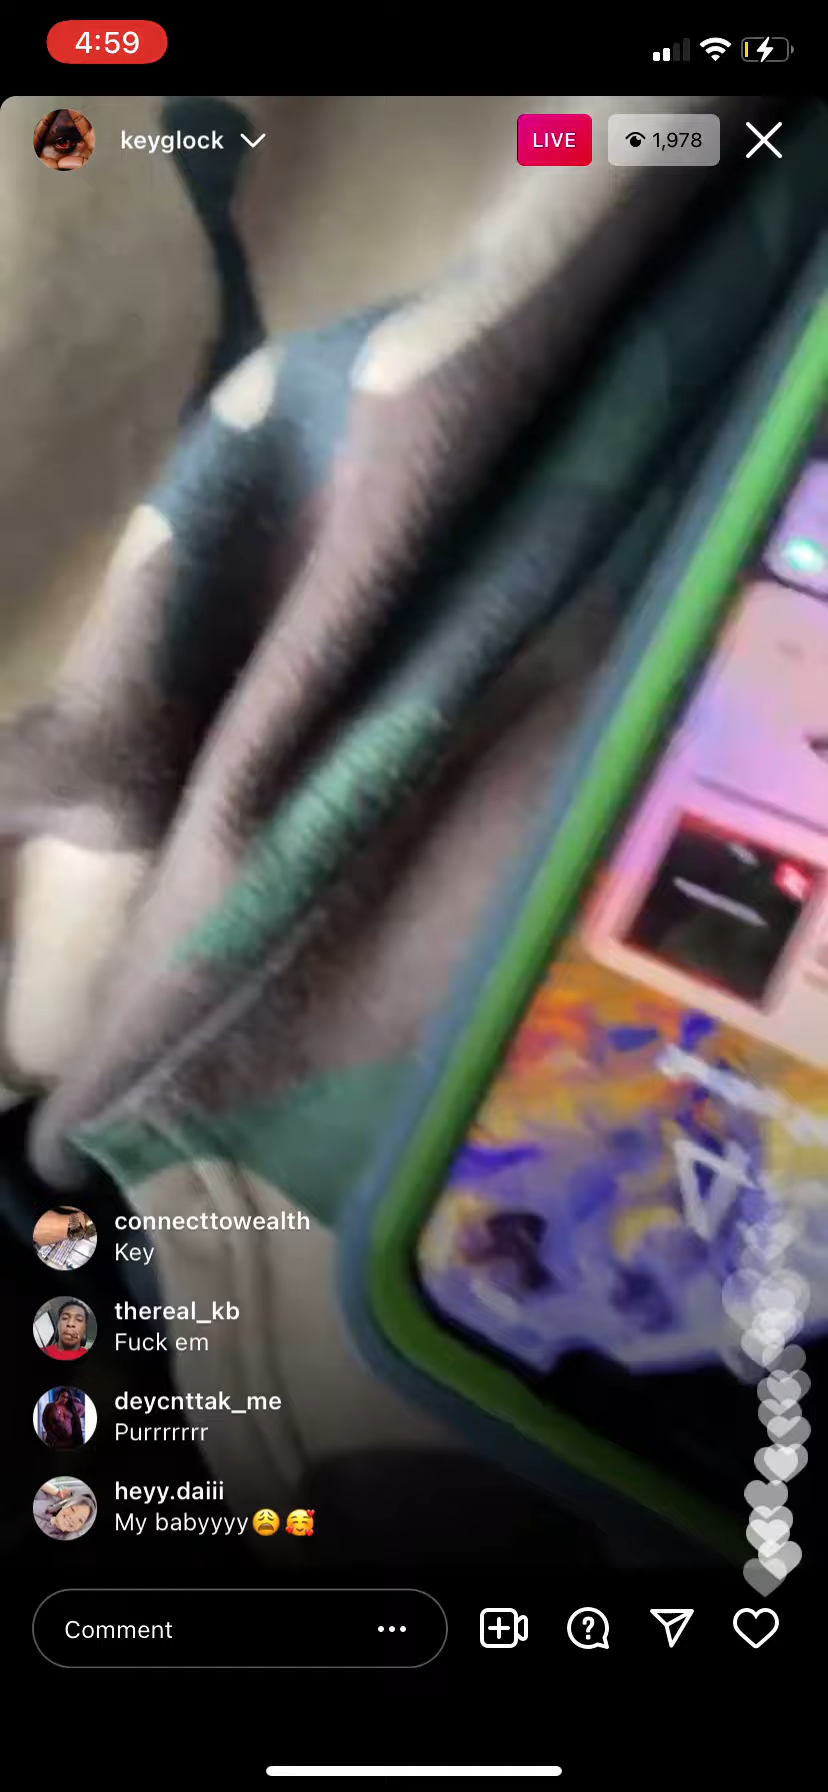 4:59
keyglock
LIVE
1,978
connecttowealth
Key
thereal_kb
Fuck em
deycnttak_me
Purrrrrrr
heyy.daiii
My babyyyy😩🥰
Comment